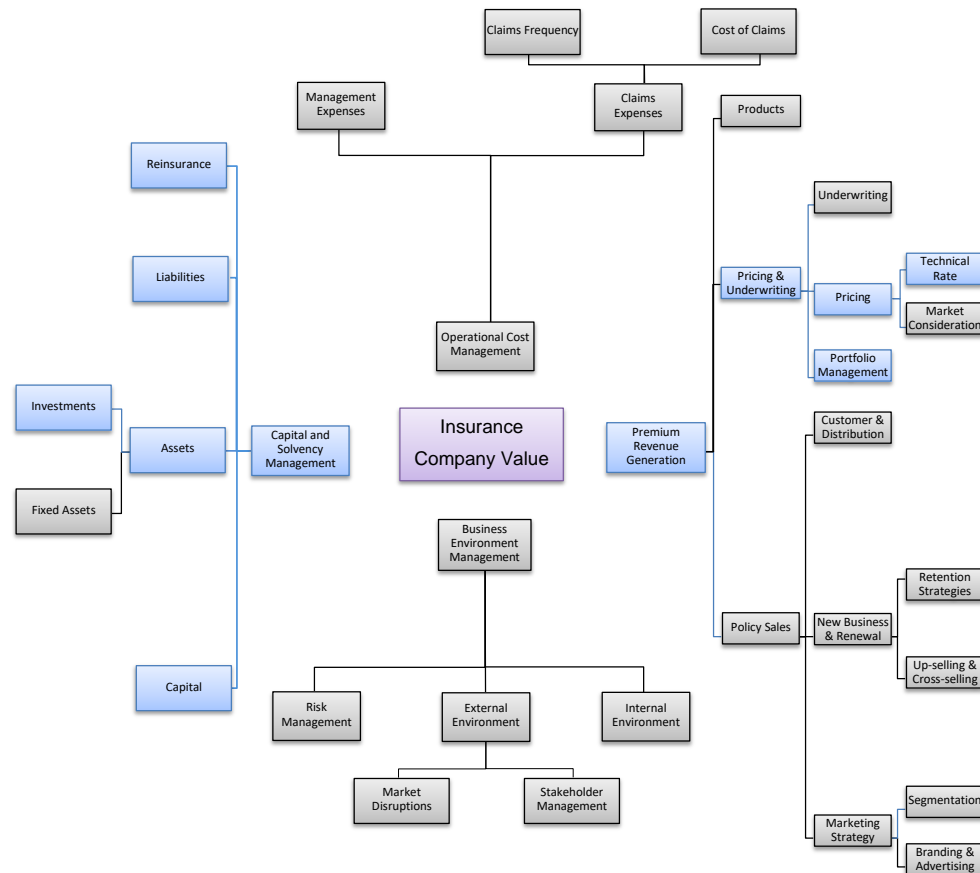 Claims Frequency
Cost of Claims
Management
Expenses
Claims
Expenses
Products
Reinsurance
Underwriting
Liabilities
Pricing &
Underwriting
Pricing
Technical
Rate
Market
Consideration
Portfolio
Management
Operational Cost
Management
Investments
Assets
Fixed Assets
Capital and
Solvency
Management
Insurance
Company Value
Premium
Revenue
Generation
Customer &
Distribution
Business
Environment
Management
Policy Sales
New Business
& Renewal
Retention
Strategies
Up-selling &
Cross-selling
Capital
Risk
Management
External
Environment
Internal
Environment
Market
Disruptions
Stakeholder
Management
Marketing
Strategy
Segmentation
Branding &
Advertising